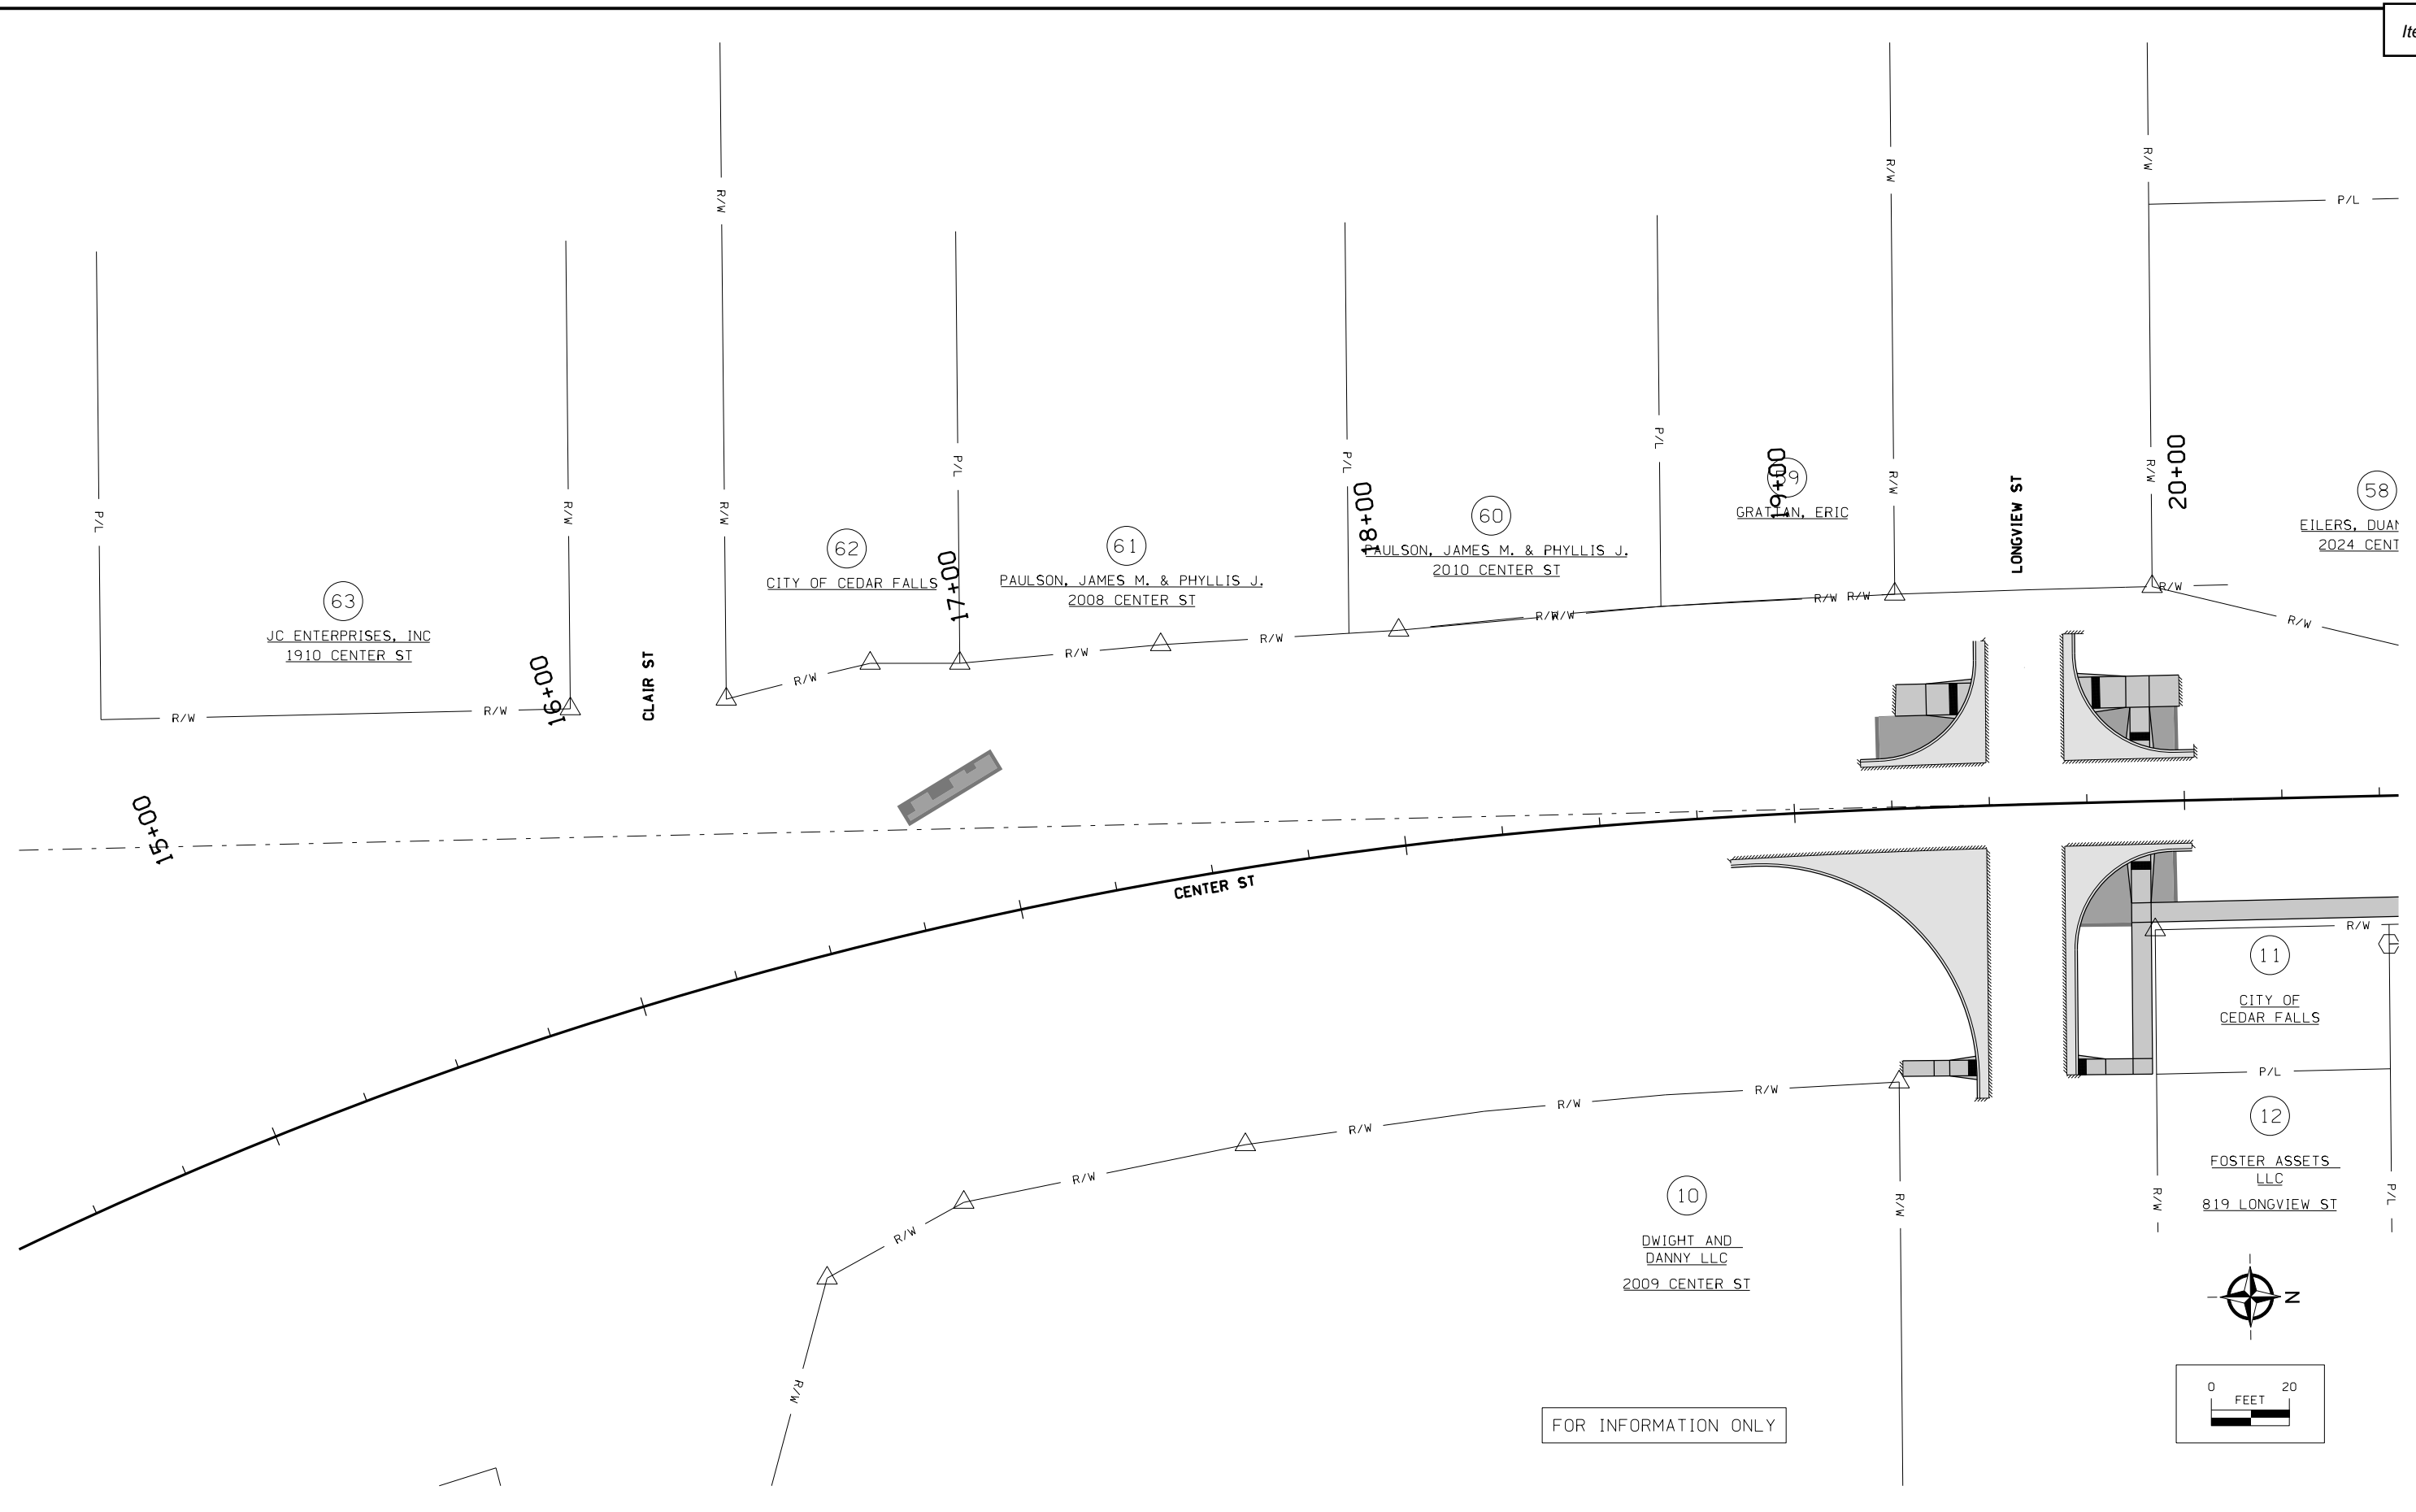 Ite
R/W
R/W
R/W
P/L
P/L
R/W
R/W
P/L
P/L
P/L
R/W
R/W
20+00
19+00
18+00
17+00
16+00
15+00
LONGVIEW ST
CLAIR ST
58
EILERS, DUAN
2024 CENT
GRATTAN, ERIC
60
PAULSON, JAMES M. & PHYLLIS J.
2010 CENTER ST
61
PAULSON, JAMES M. & PHYLLIS J.
2008 CENTER ST
62
CITY OF CEDAR FALLS
63
JC ENTERPRISES, INC
1910 CENTER ST
R/W
R/W
R/W
R/W
R/W
R/W
R/W
R/W
R/W
R/W
R/W
CENTER ST
R/W
11
CITY OF
CEDAR FALLS
P/L
12
FOSTER ASSETS
LLC
819 LONGVIEW ST
R/W
R/W
R/W
R/W
R/W
R/W
R/W
P/L
R/W
10
DWIGHT AND
DANNY LLC
2009 CENTER ST
N
0 20
FEET
FOR INFORMATION ONLY